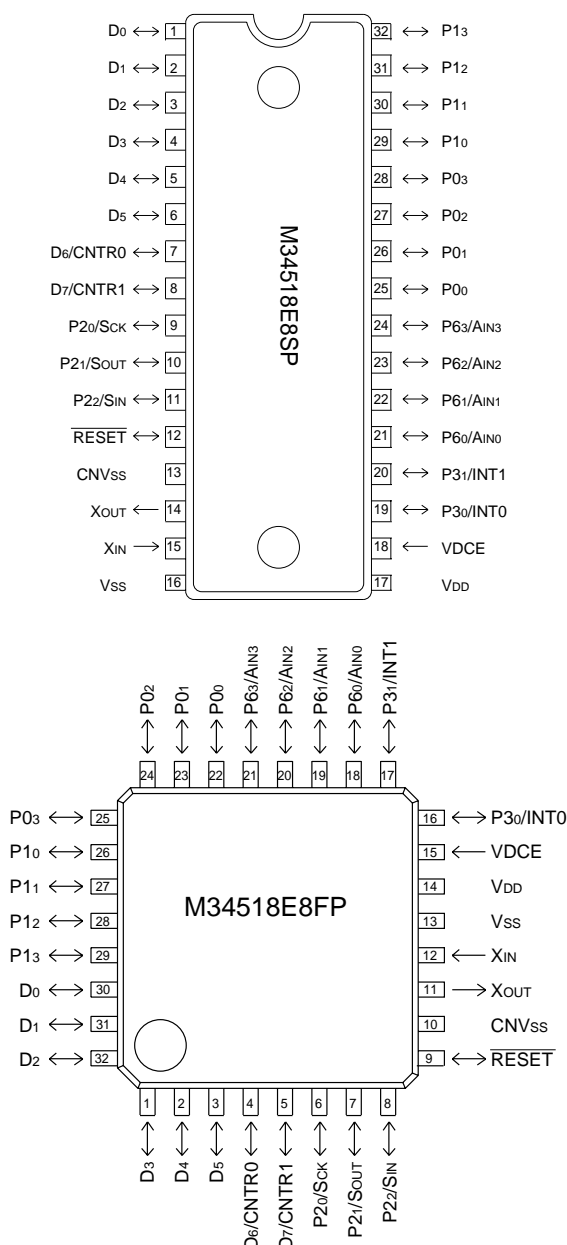 D0 1 32 P13
D1 2 31 P12
D2 3 30 P11
D3 4 29 P10
D4 5 28 P03
D5 6 27 P02
D6/CNTR0 7 26 P01
D7/CNTR1 8 25 P00
P20/SCK 9 24 P63/AIN3
P21/SOUT 10 23 P62/AIN2
P22/SIN 11 22 P61/AIN1
RESET 12 21 P60/AIN0
CNVSS 13 20 P31/INT1
XOUT 14 19 P30/INT0
XIN 15 18 VDCE
VSS 16 17 VDD
M34518E8SP
P02 P01 P00 P63/AIN3 P62/AIN2 P61/AIN1 P60/AIN0 P31/INT1
24 23 22 21 20 19 18 17
P03 25 16 P30/INT0
P10 26 15 VDCE
P11 27 14 VDD
P12 28 13 VSS
P13 29 12 XIN
D0 30 11 XOUT
D1 31 10 CNVSS
D2 32 9 RESET
M34518E8FP
1 2 3 4 5 6 7 8
D3 D4 D5 D6/CNTR0 D7/CNTR1 P20/SCK P21/SOUT P22/SIN